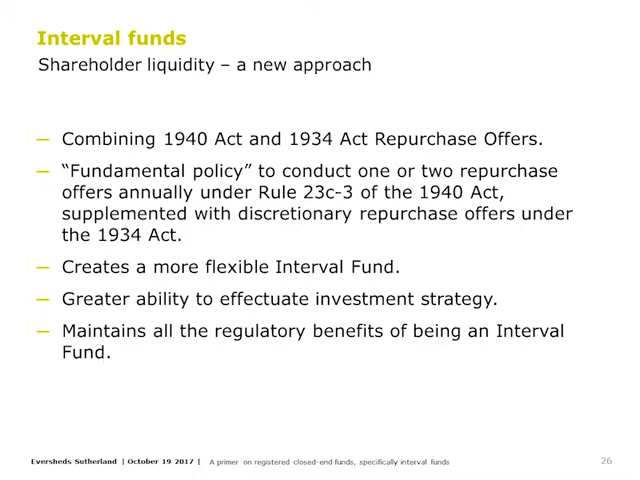 Interval funds
Shareholder liquidity – a new approach
— Combining 1940 Act and 1934 Act Repurchase Offers.
— “Fundamental policy” to conduct one or two repurchase
offers annually under Rule 23c-3 of the 1940 Act,
supplemented with discretionary repurchase offers under
the 1934 Act.
— Creates a more flexible Interval Fund.
— Greater ability to effectuate investment strategy.
— Maintains all the regulatory benefits of being an Interval
Fund.
Eversheds Sutherland | October 19 2017 | A primer on registered closed-end funds, specifically interval funds 26